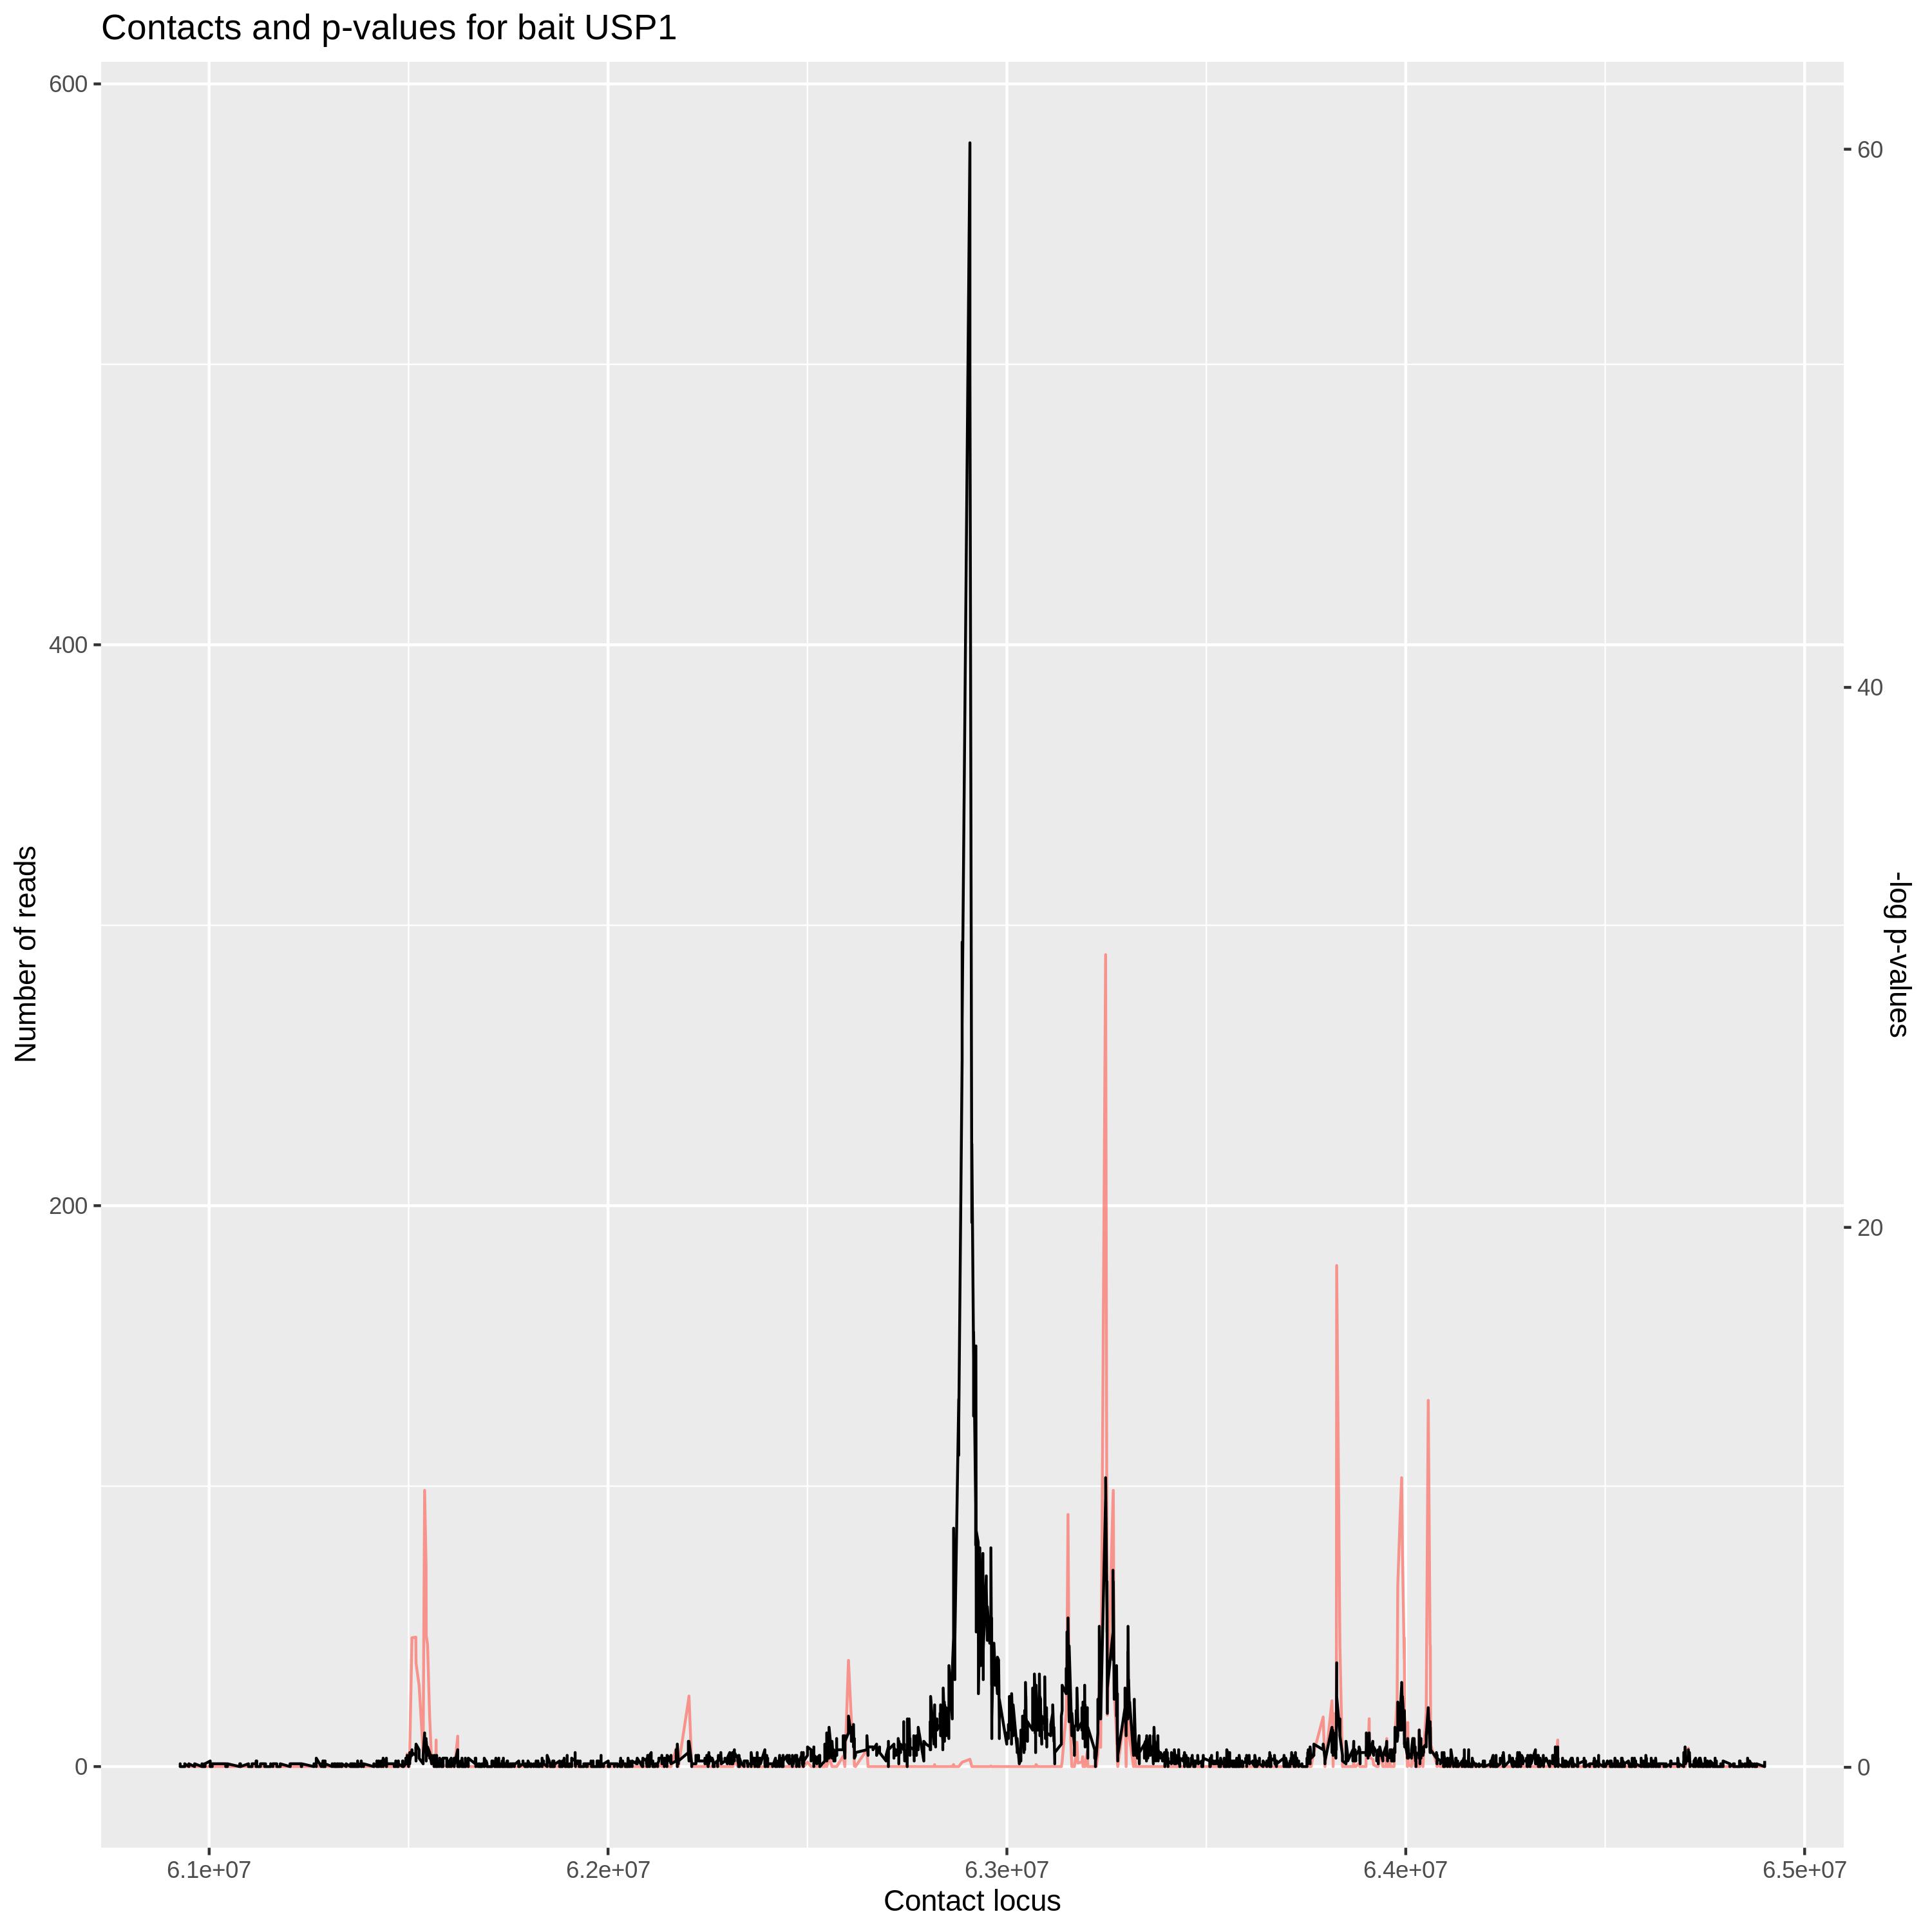 Contacts and p-values for bait USP1
600
400
200
0
Number of reads
60
40
20
0
-log p-values
6.1e+07 6.2e+07 6.3e+07 6.4e+07 6.5e+07
Contact locus